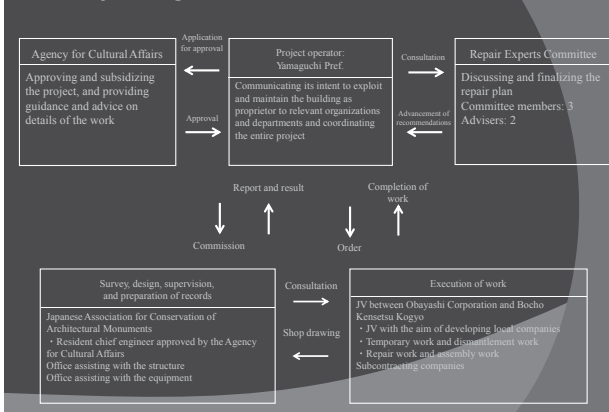 Agency for Cultural Affairs
Approving and subsidizing
the project, and providing
guidance and advice on
details of the work
Application
for approval
Approval
Project operator:
Yamaguchi Pref.
Communicating its intent to exploit
and maintain the building as
proprietor to relevant organizations
and departments and coordinating
the entire project
Consultation
Advancement of
recommendations
Repair Experts Committee
Discussing and finalizing the
repair plan
Committee members: 3
Advisers: 2
Report and result
Completion of
work
Commission
Order
Survey, design, supervision,
and preparation of records
Japanese Association for Conservation of
Architectural Monuments
・Resident chief engineer approved by the Agency
for Cultural Affairs
Office assisting with the structure
Office assisting with the equipment
Consultation
Shop drawing
Execution of work
JV between Obayashi Corporation and Bocho
Kensetsu Kogyo
・JV with the aim of developing local companies
・Temporary work and dismantlement work
・Repair work and assembly work
Subcontracting companies